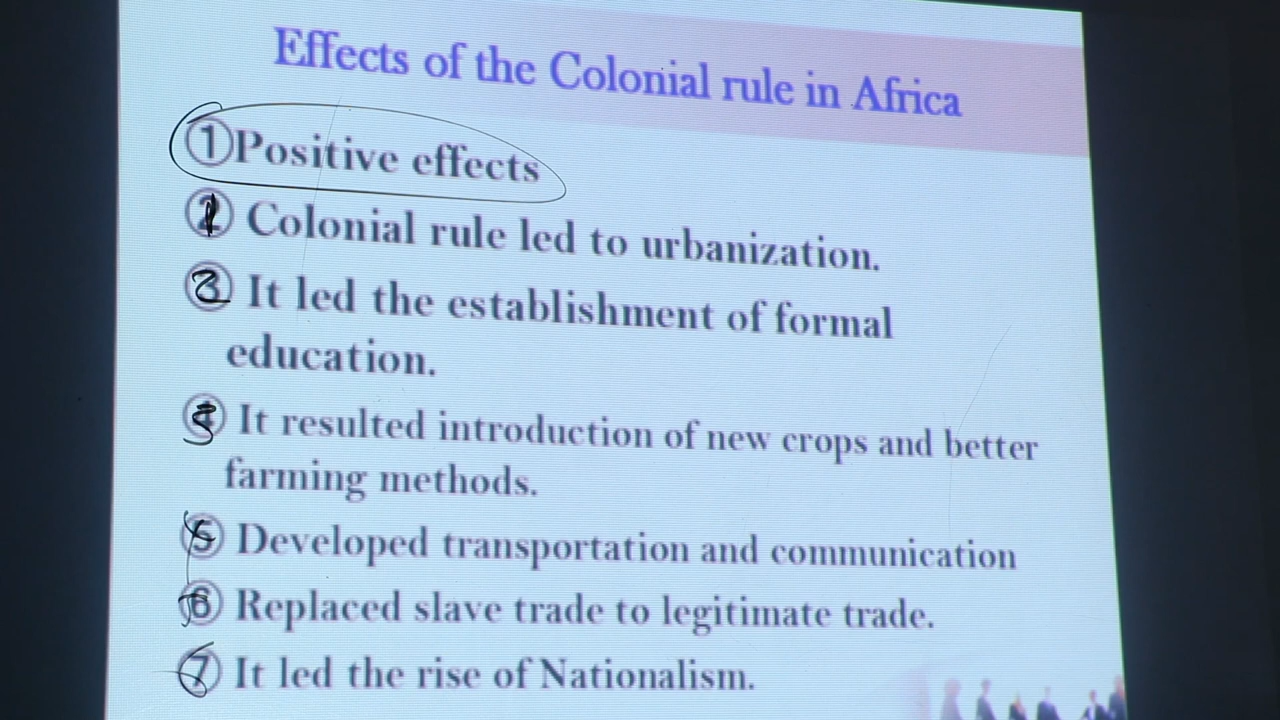 Effects of the Colonial rule in Africa
①Positive effects
② Colonial rule led to urbanization.
③ It led the establishment of formal
education.
④ It resulted introduction of new crops and better
farming methods.
⑤ Developed transportation and communication
⑥ Replaced slave trade to legitimate trade.
⑦ It led the rise of Nationalism.